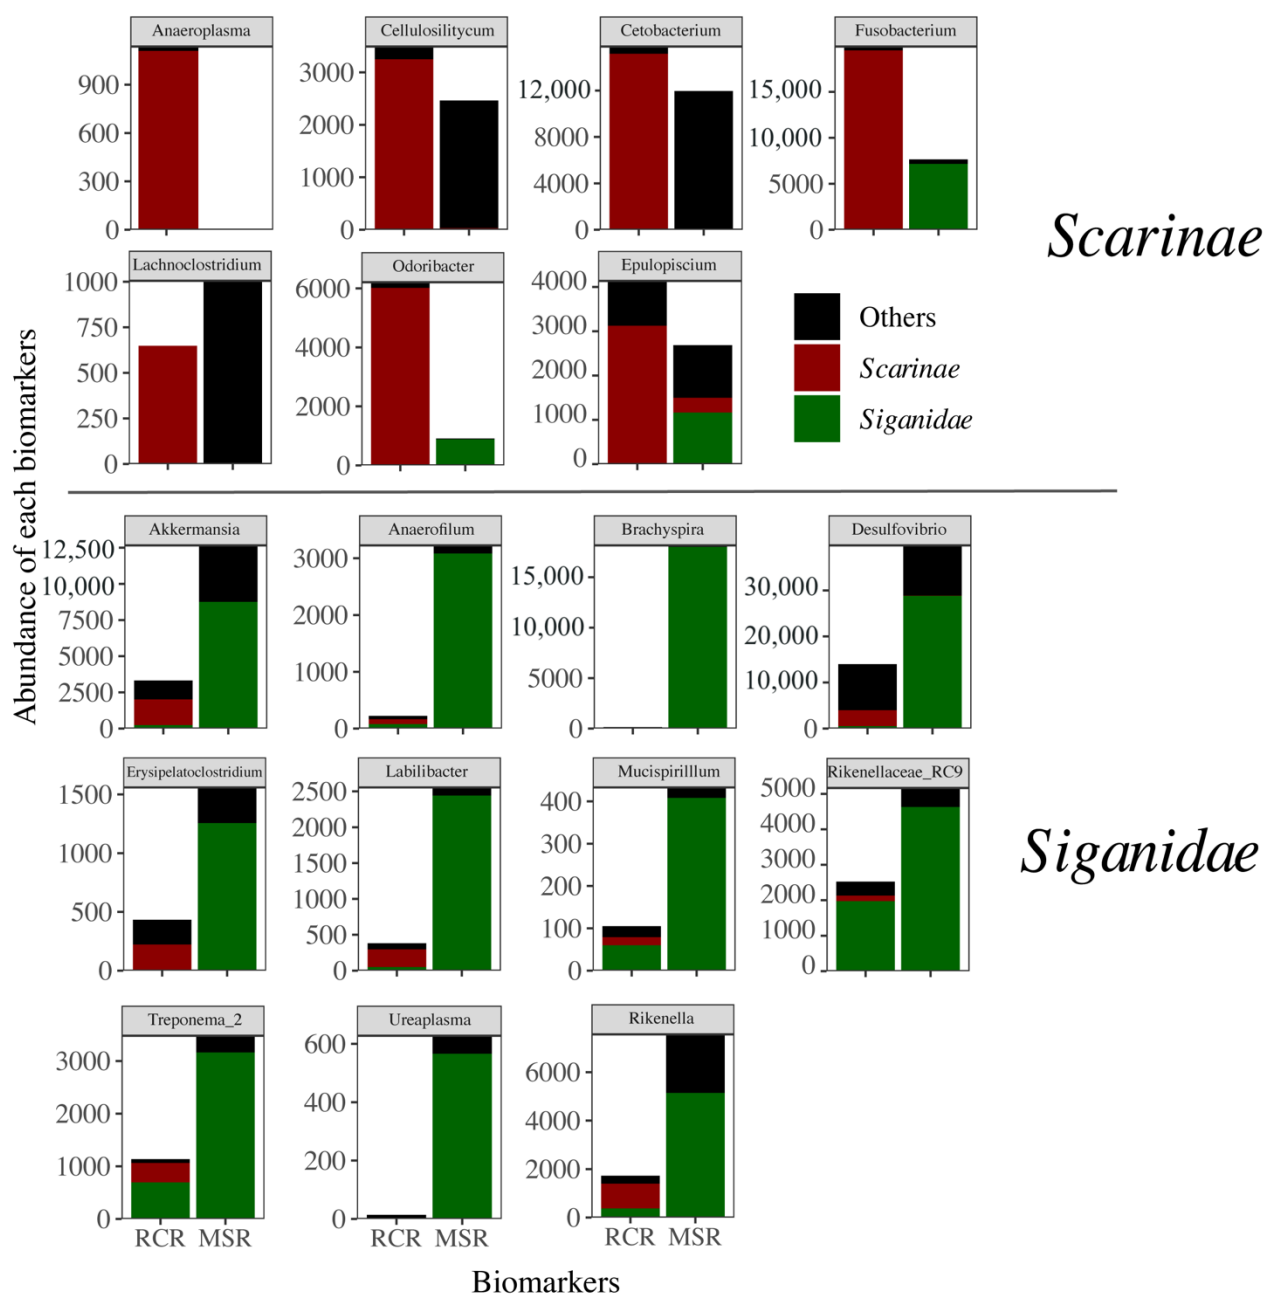 Abundance of each biomarkers
Anaeroplasma
900
600
300
0
Cellulosilitycum
3000
2000
1000
0
Cetobacterium
12,000
8000
4000
0
Fusobacterium
15,000
10,000
5000
0
Scarinae
Lachnoclostridium
1000
750
500
250
0
Odoribacter
6000
4000
2000
0
Epulopiscium
4000
3000
2000
1000
0
Others
Scarinae
Siganidae
Akkermansia
12,500
10,000
7500
5000
2500
0
Anaerofilum
3000
2000
1000
0
Brachyspira
15,000
10,000
5000
0
Desulfovibrio
30,000
20,000
10,000
0
Erysipelatoclostridium
1500
1000
500
0
Labilibacter
2500
2000
1500
1000
500
0
Mucispirilllum
400
300
200
100
0
Rikenellaceae_RC9
5000
4000
3000
2000
1000
0
Siganidae
Treponema_2
3000
2000
1000
0
RCR MSR
Ureaplasma
600
400
200
0
RCR MSR
Rikenella
6000
4000
2000
0
RCR MSR
Biomarkers